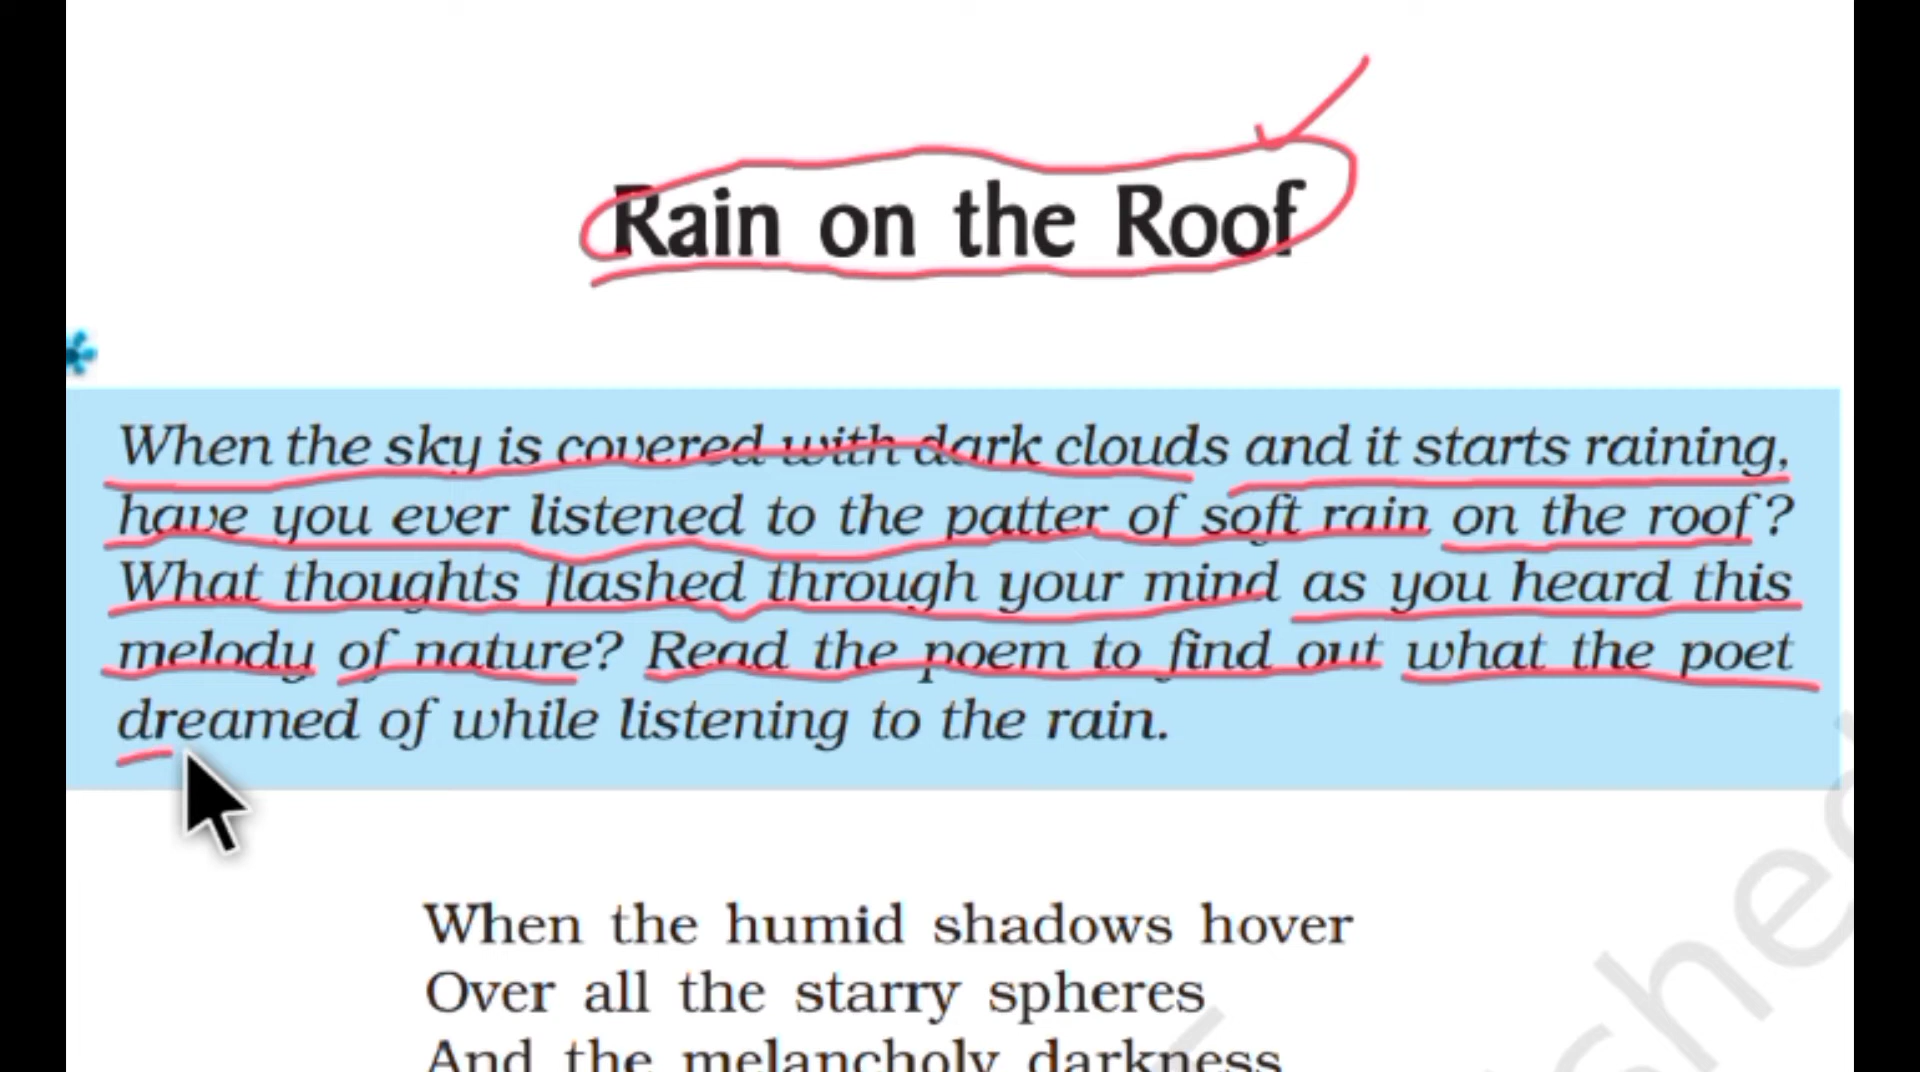 Rain on the Roof
When the sky is covered with dark clouds and it starts raining,
have you ever listened to the patter of soft rain on the roof?
What thoughts flashed through your mind as you heard this
melody of nature? Read the poem to find out what the poet
dreamed of while listening to the rain.
When the humid shadows hover
Over all the starry spheres
And the melancholy darkness